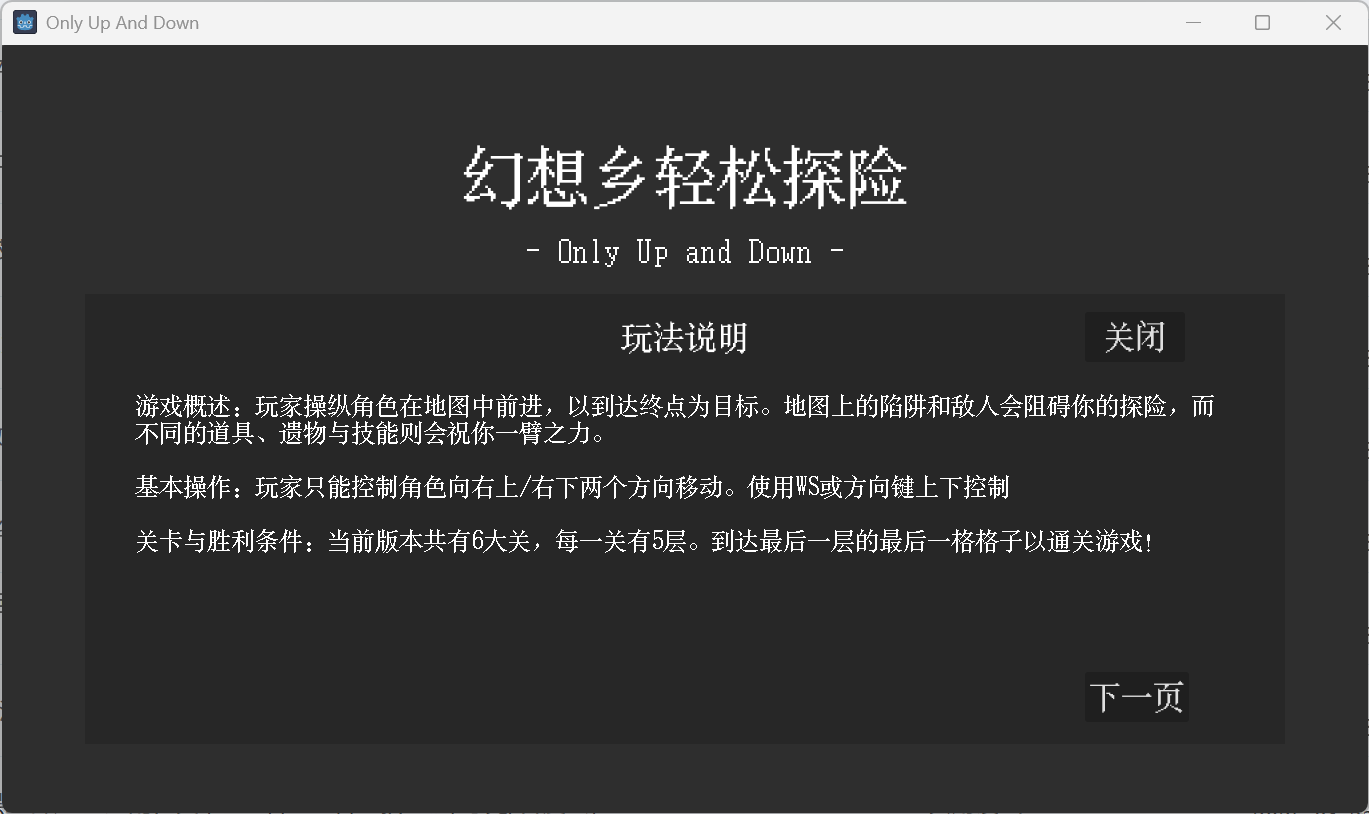 Only Up And Down
幻想乡轻松探险
- Only Up and Down -
玩法说明
关闭
游戏概述：玩家操纵角色在地图中前进，以到达终点为目标。地图上的陷阱和敌人会阻碍你的探险，而
不同的道具、遗物与技能则会祝你一臂之力。
基本操作：玩家只能控制角色向右上/右下两个方向移动。使用WS或方向键上下控制
关卡与胜利条件：当前版本共有6大关，每一关有5层。到达最后一层的最后一格格子以通关游戏！
下一页